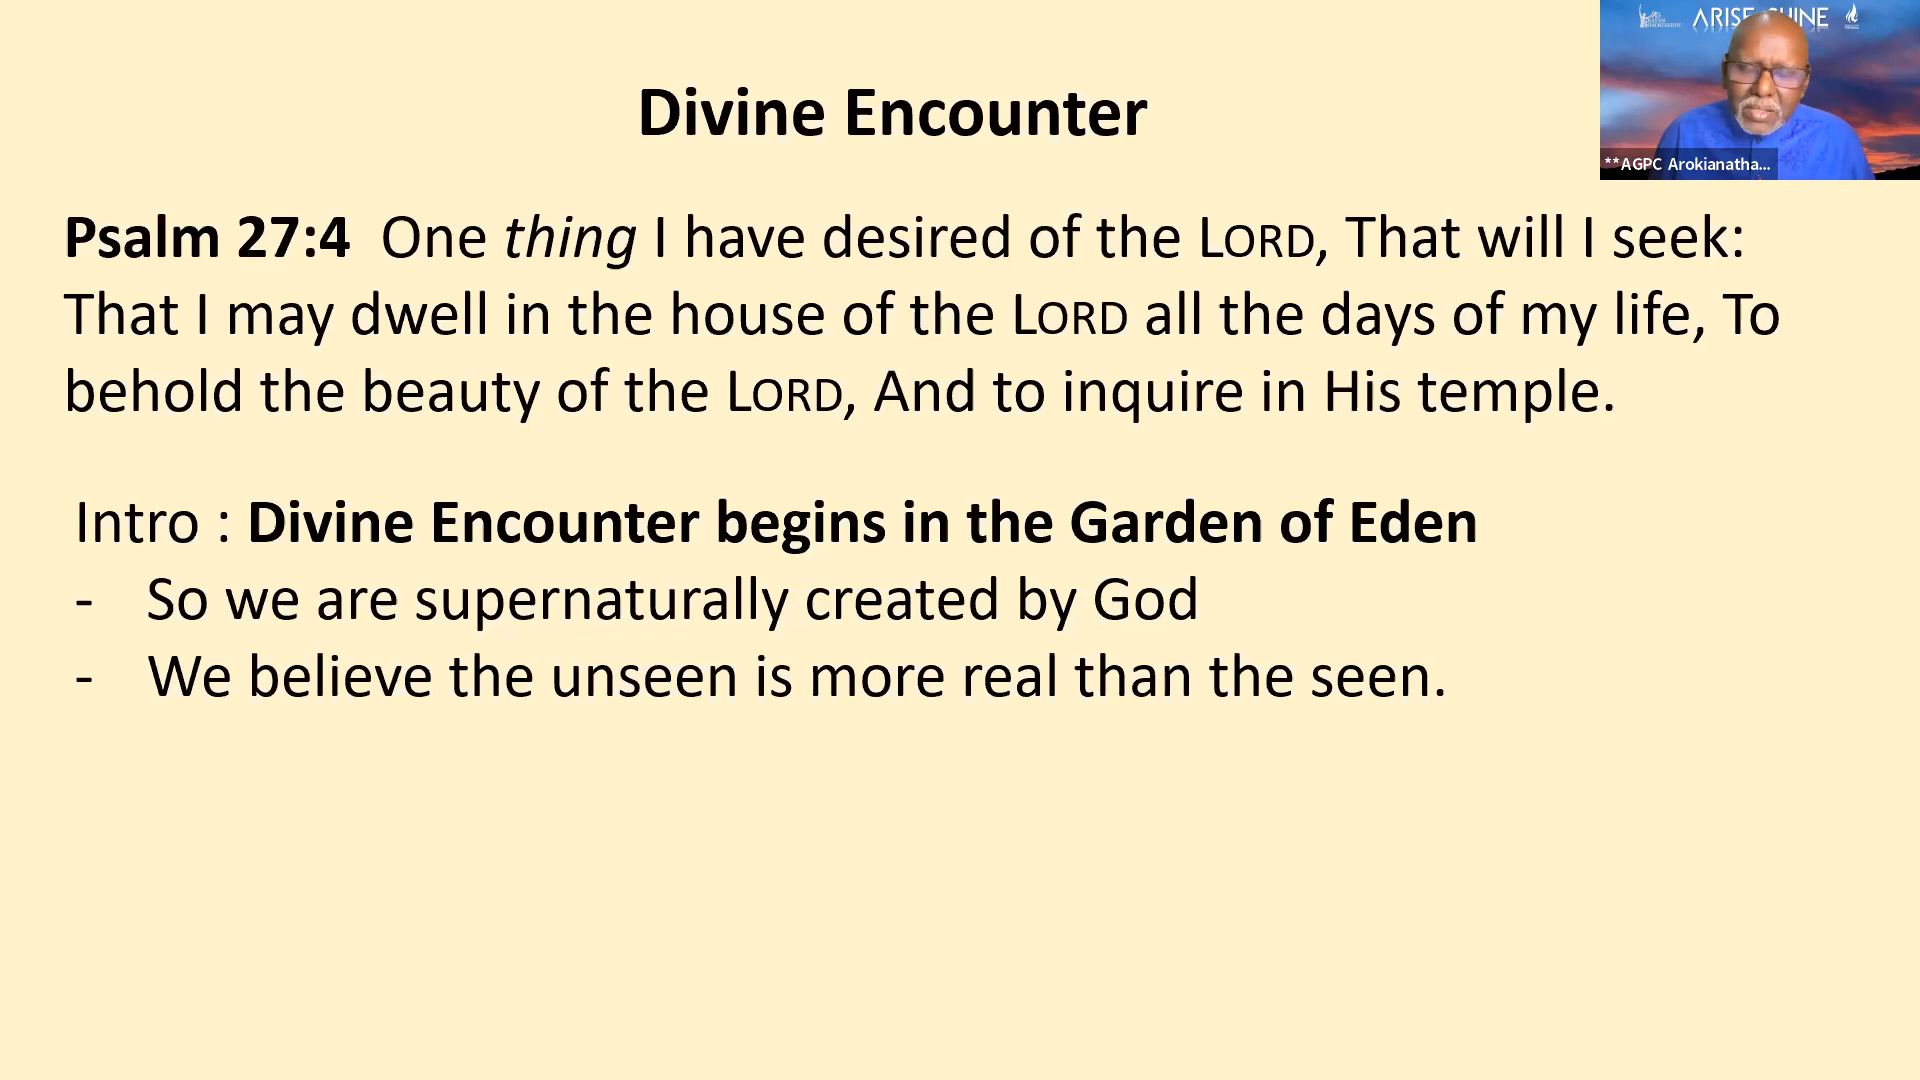 ARISE SHINE
Divine Encounter
**AGPC Arokianatha...
Psalm 27:4 One thing I have desired of the LORD, That will I seek:
That I may dwell in the house of the LORD all the days of my life, To
behold the beauty of the LORD, And to inquire in His temple.
Intro : Divine Encounter begins in the Garden of Eden
- So we are supernaturally created by God
- We believe the unseen is more real than the seen.